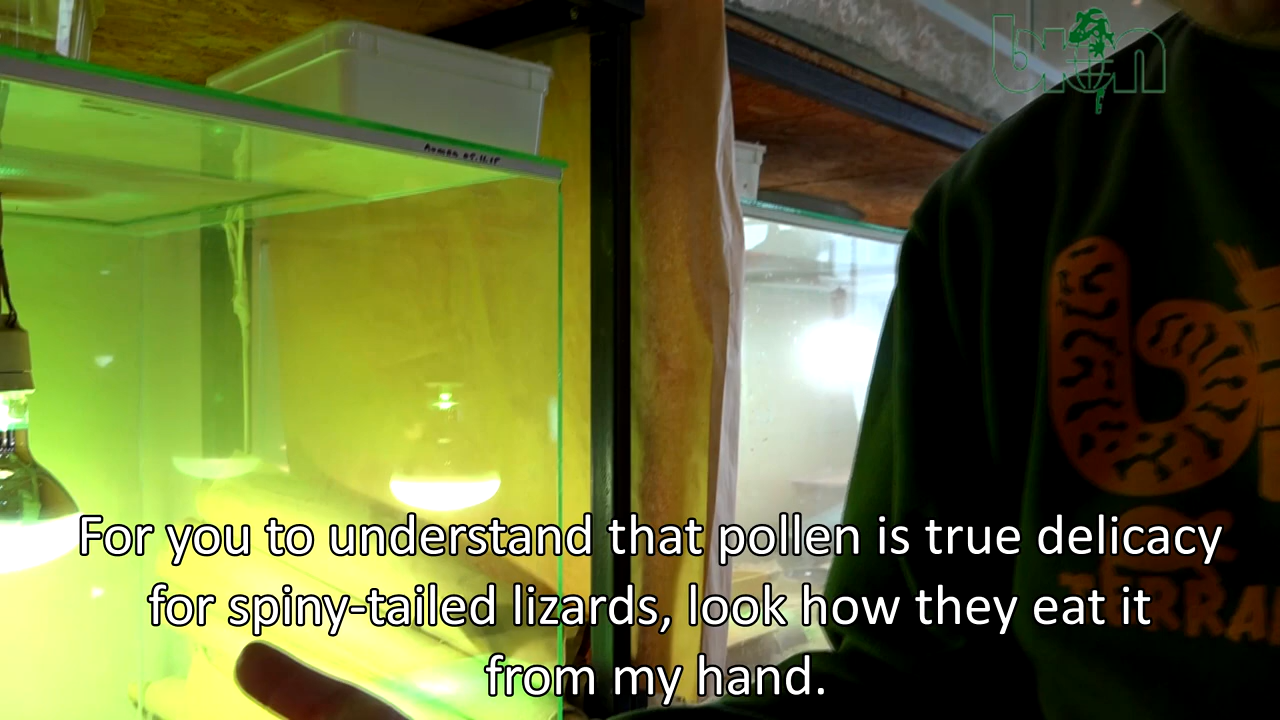 bion
For you to understand that pollen is true delicacy
for spiny-tailed lizards, look how they eat it
from my hand.